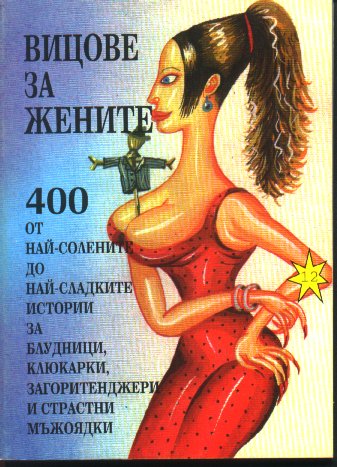 ВИЦОВЕ
ЗА
ЖЕНИТЕ
400
ОТ
НАЙ-СОЛЕНИТЕ
ДО
НАЙ-СЛАДКИТЕ
ИСТОРИИ
ЗА
БЛУДНИЦИ,
КЛЮКАРКИ,
ЗАГОРИТЕНДЖЕРИ
И СТРАСТНИ
МЪЖОЯДКИ
12